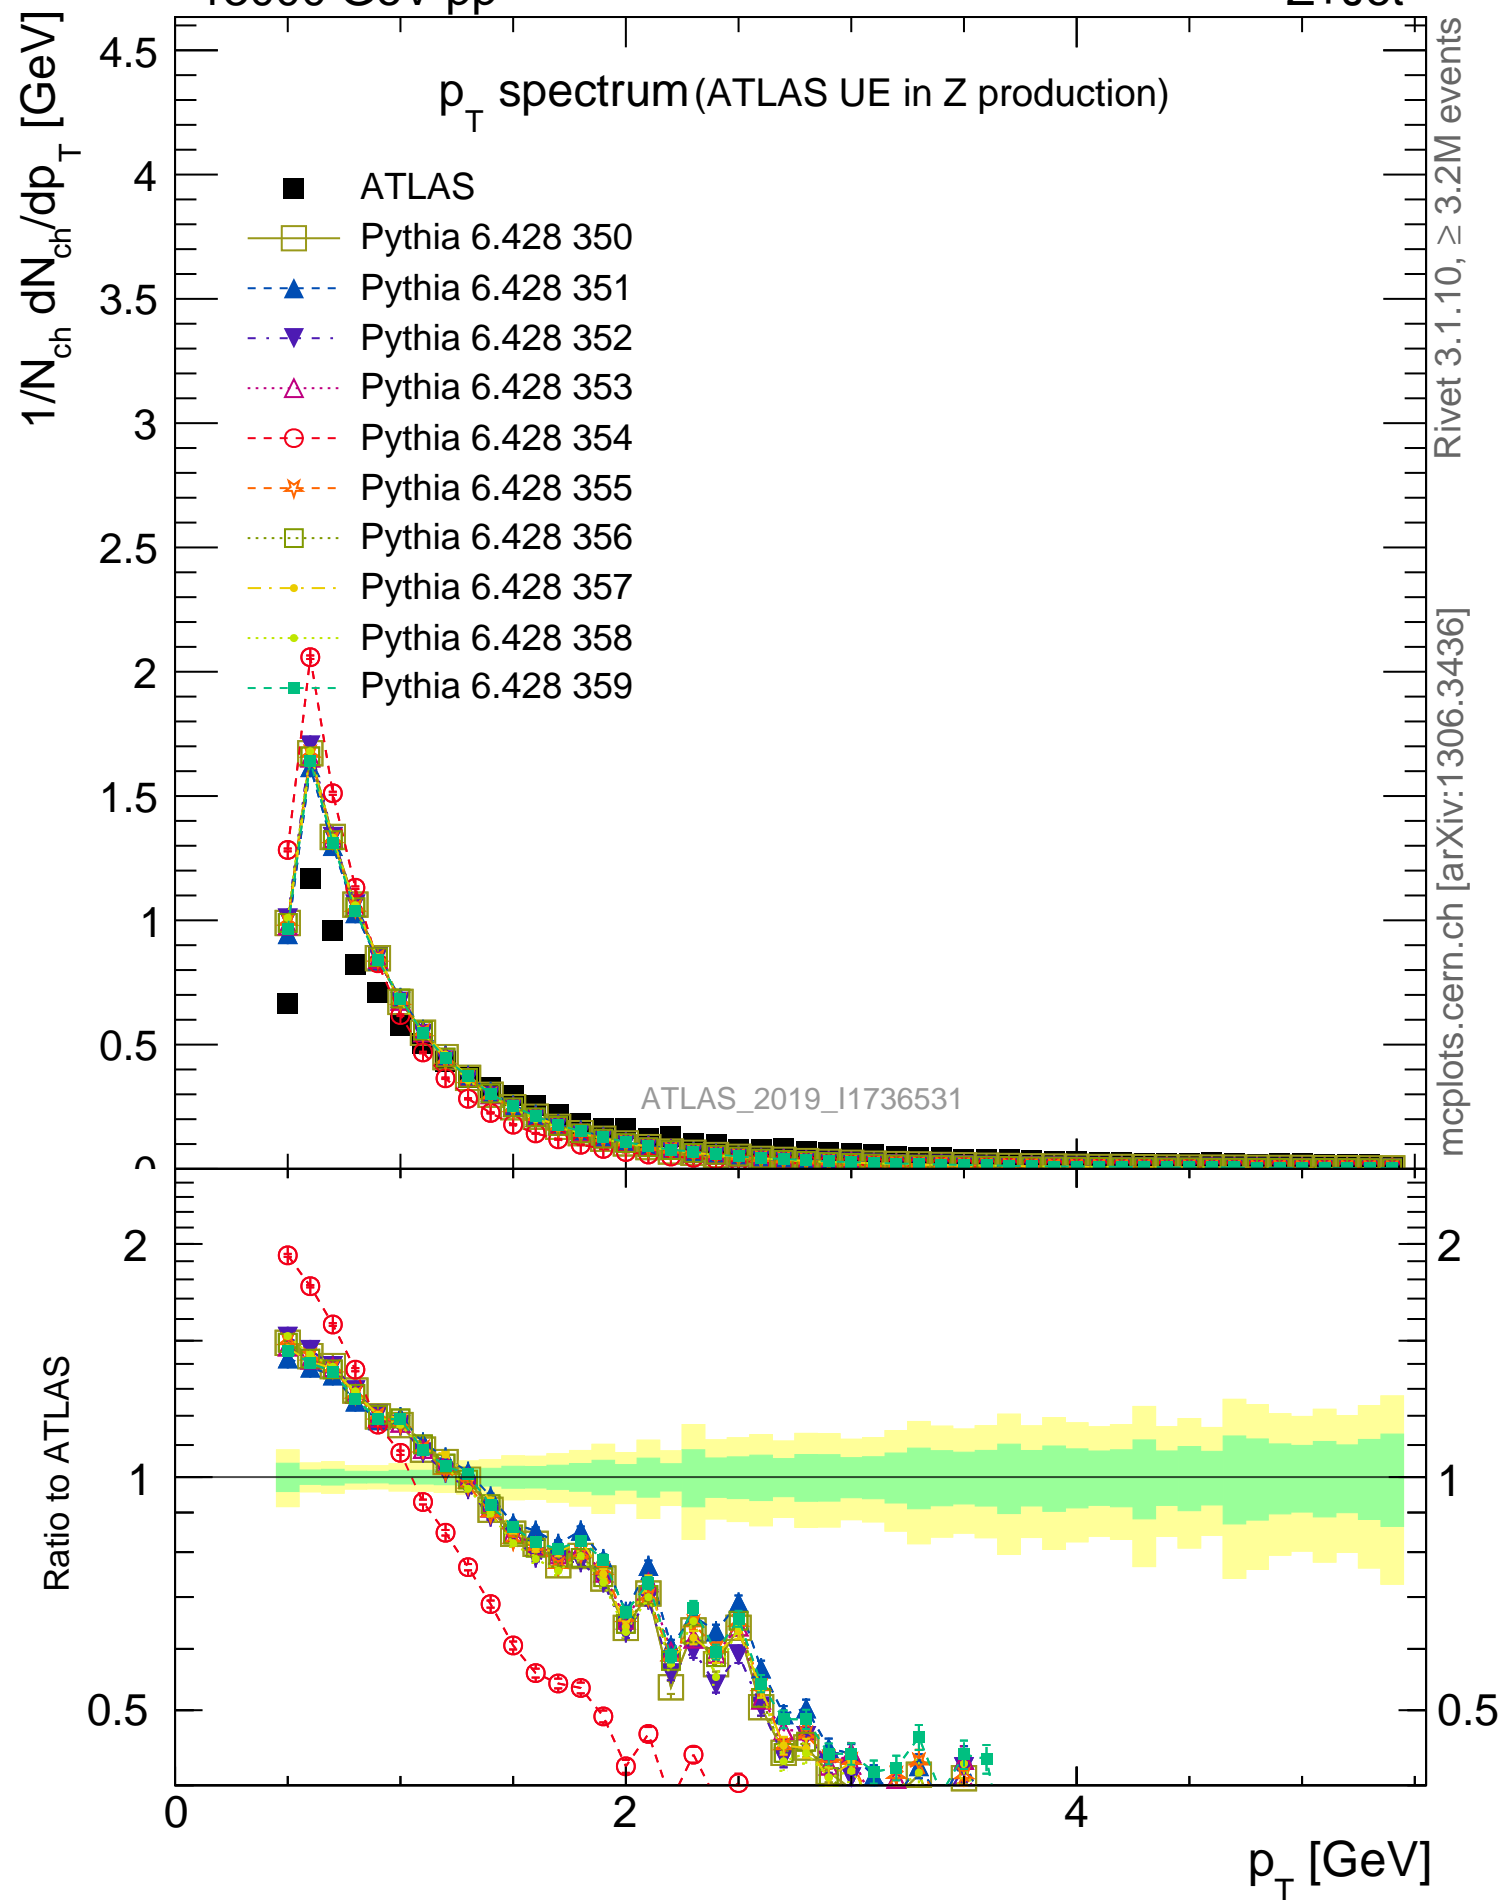 1/N_ch dN_ch/dp_T [GeV]
p_T spectrum (ATLAS UE in Z production)
ATLAS
Pythia 6.428 350
Pythia 6.428 351
Pythia 6.428 352
Pythia 6.428 353
Pythia 6.428 354
Pythia 6.428 355
Pythia 6.428 356
Pythia 6.428 357
Pythia 6.428 358
Pythia 6.428 359
4.5
4
3.5
3
2.5
2
1.5
1
0.5
0
ATLAS_2019_I1736531
Rivet 3.1.10, ≥ 3.2M events
mcplots.cern.ch [arXiv:1306.3436]
Ratio to ATLAS
2
1
0.5
2
1
0.5
0
2
4
p_T [GeV]